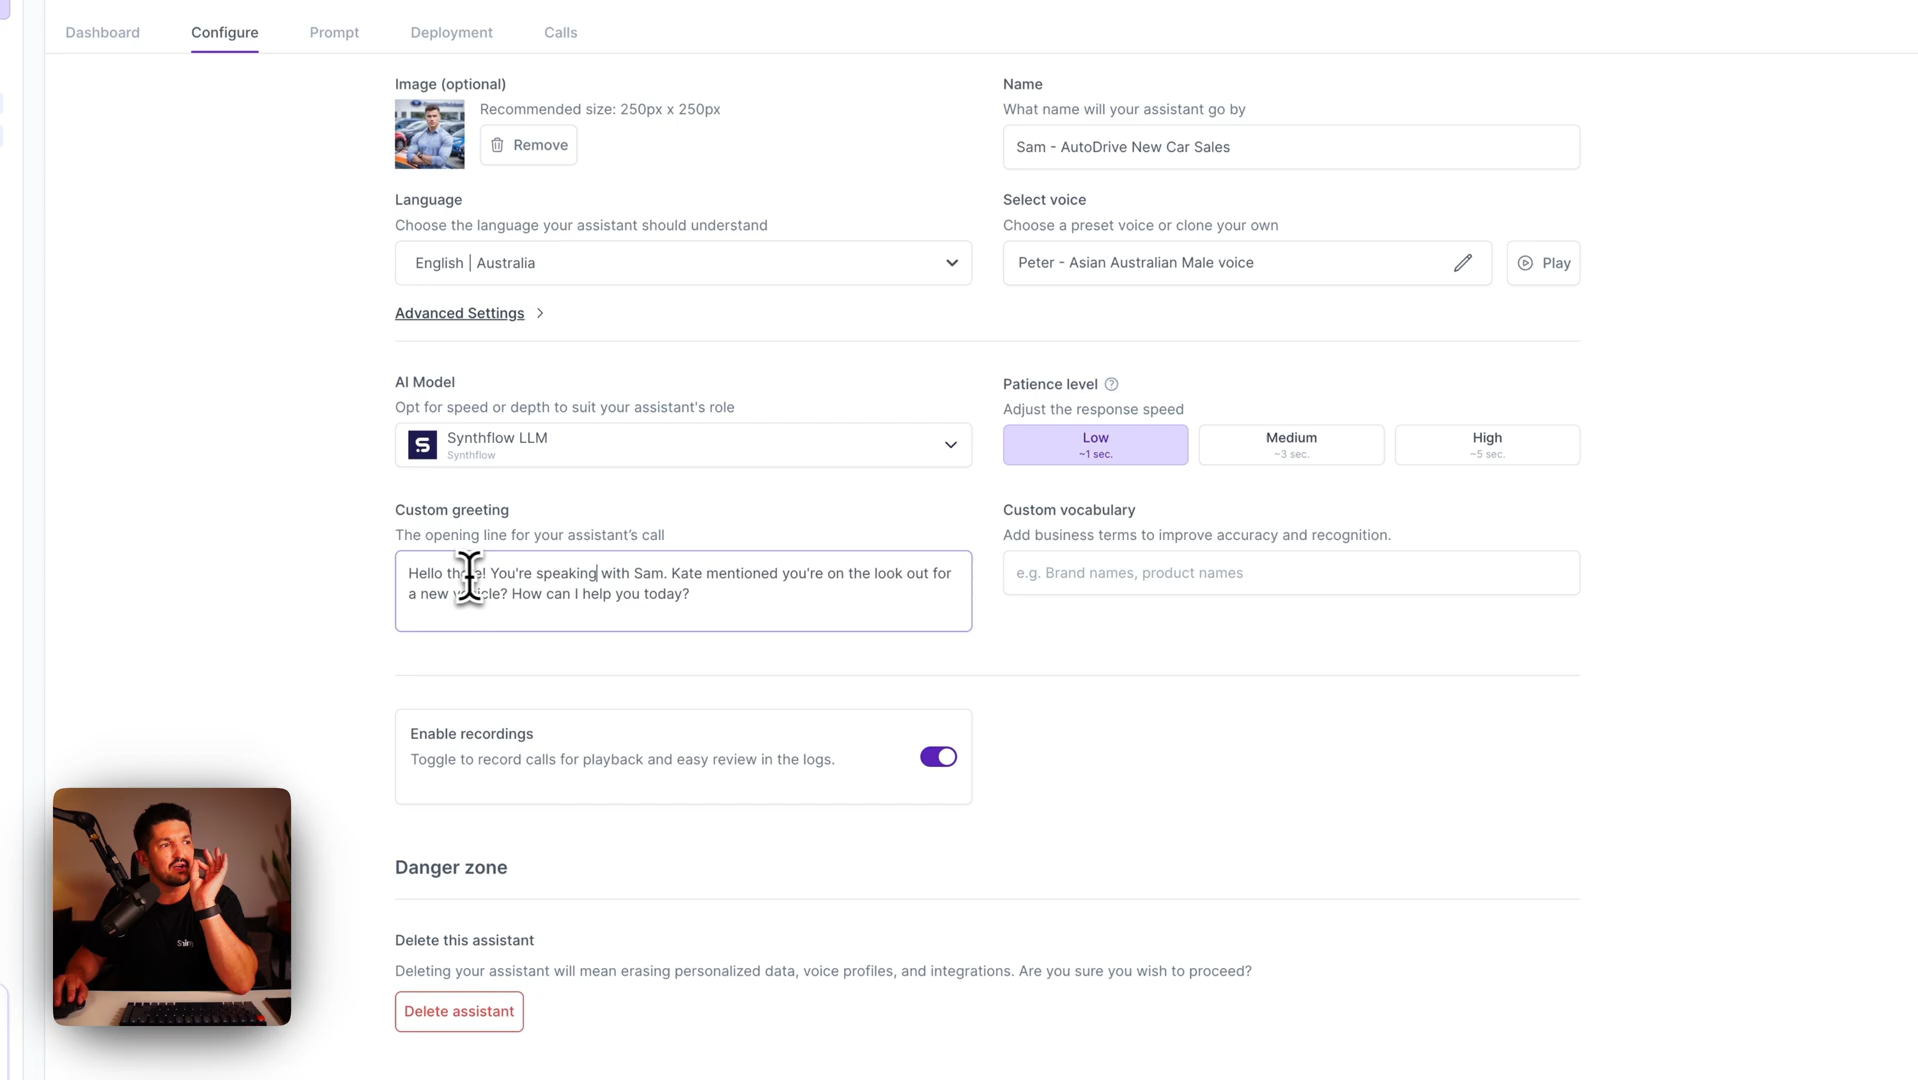 Dashboard
Configure
Prompt
Deployment
Calls
Image (optional)
Recommended size: 250px x 250px
Remove
Name
What name will your assistant go by
Sam - AutoDrive New Car Sales
Language
Choose the language your assistant should understand
English | Australia
Select voice
Choose a preset voice or clone your own
Peter - Asian Australian Male voice
Play
Advanced Settings
AI Model
Opt for speed or depth to suit your assistant's role
Synthflow LLM
Synthflow
Patience level
Adjust the response speed
Low
~1 sec.
Medium
~3 sec.
High
~5 sec.
Custom greeting
The opening line for your assistant's call
Hello You're speaking with Sam. Kate mentioned you're on the look out for
a new How can I help you today?
Custom vocabulary
Add business terms to improve accuracy and recognition.
e.g. Brand names, product names
Enable recordings
Toggle to record calls for playback and easy review in the logs.
Danger zone
Delete this assistant
Deleting your assistant will mean erasing personalized data, voice profiles, and integrations. Are you sure you wish to proceed?
Delete assistant